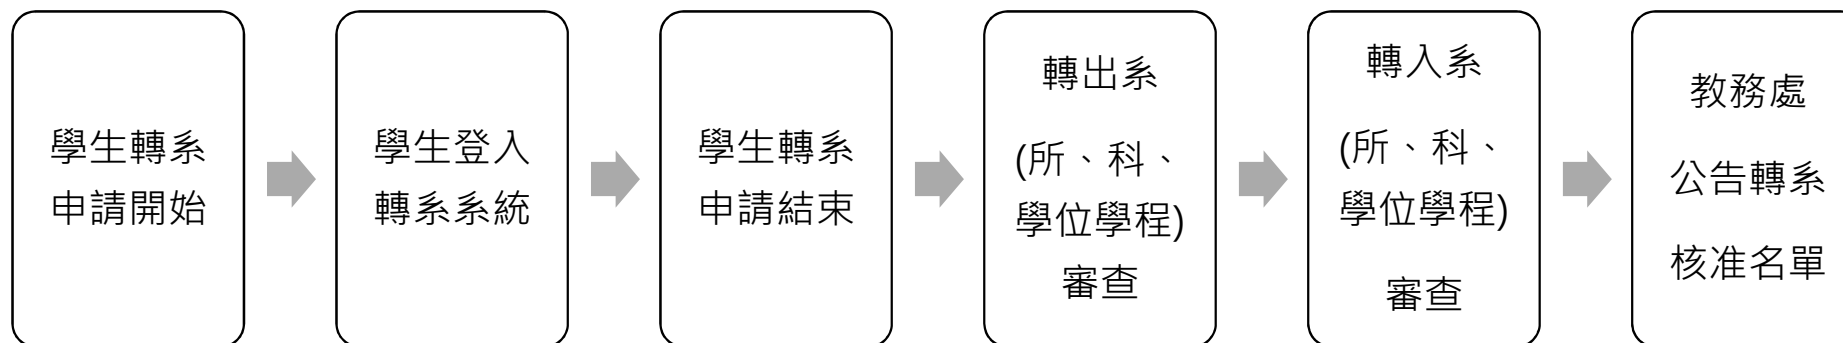 學生轉系
申請開始
學生登入
轉系系統
學生轉系
申請結束
轉出系
(所、科、
學位學程)
審查
轉入系
(所、科、
學位學程)
審查
教務處
公告轉系
核准名單